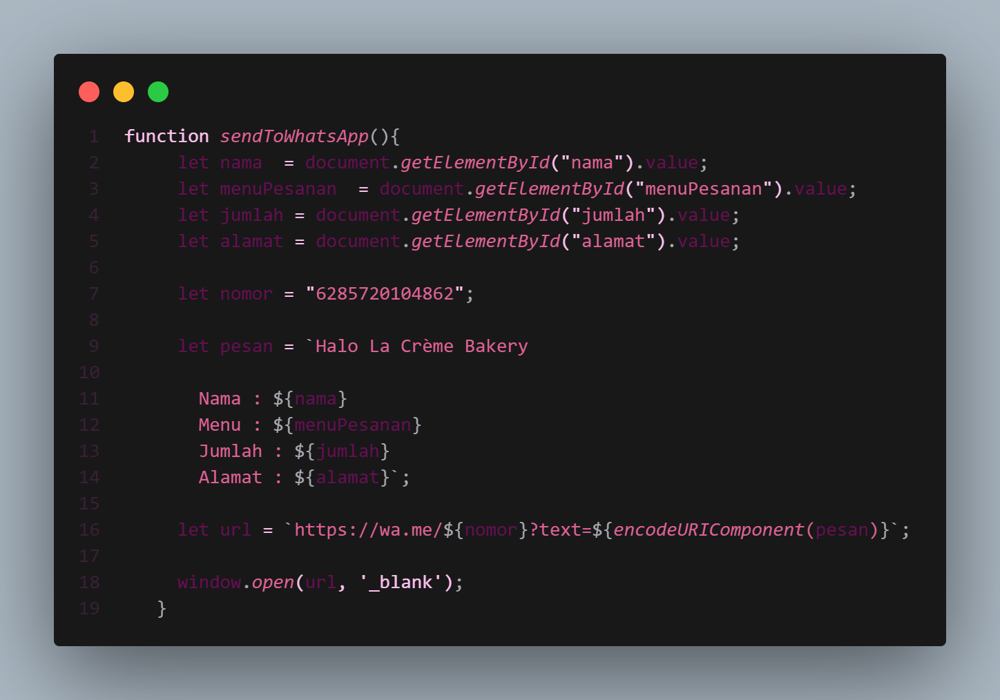 1 function sendToWhatsApp(){
2 let nama  = document.getElementById("nama").value;
3 let menuPesanan  = document.getElementById("menuPesanan").value;
4 let jumlah = document.getElementById("jumlah").value;
5 let alamat = document.getElementById("alamat").value;
6
7 let nomor = "6285720104862";
8
9 let pesan = `Halo La Crème Bakery
10
11 Nama : ${nama}
12 Menu : ${menuPesanan}
13 Jumlah : ${jumlah}
14 Alamat : ${alamat}`;
15
16 let url = `https://wa.me/${nomor}?text=${encodeURIComponent(pesan)}`;
17
18 window.open(url, '_blank');
19 }